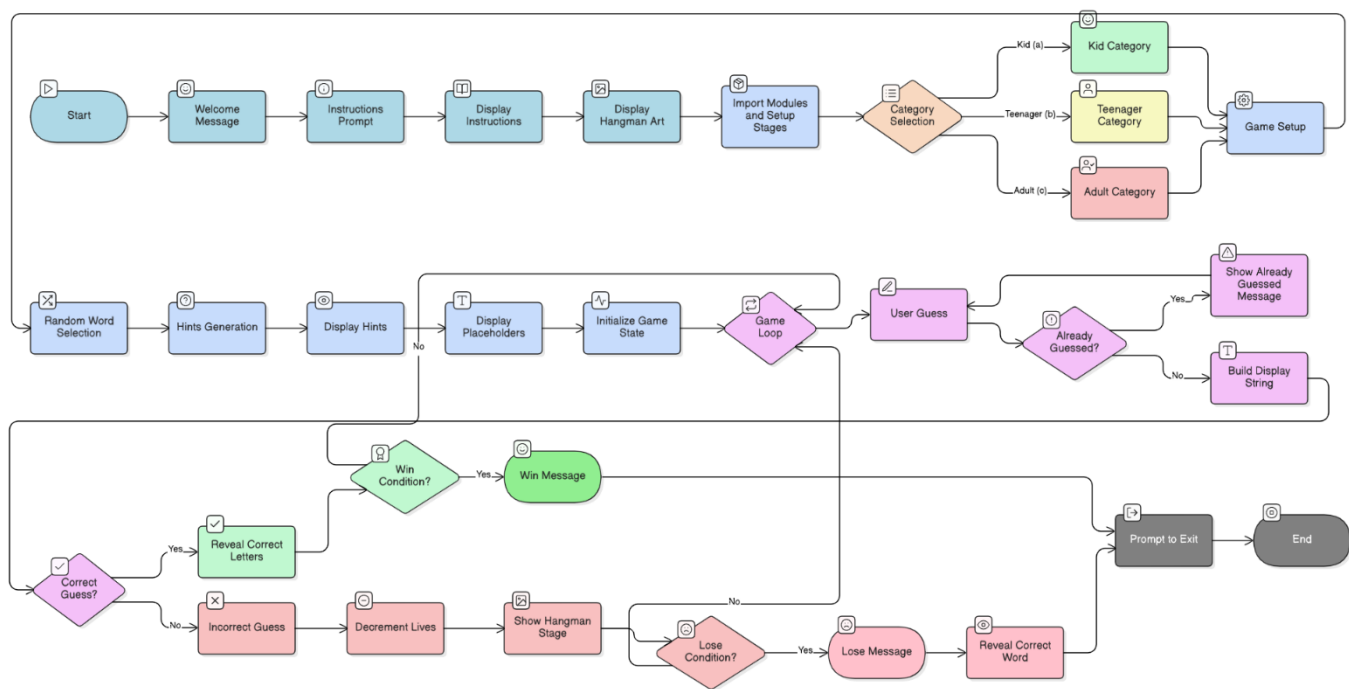 Kid (a)
Kid Category
Start
Welcome
Message
Instructions
Prompt
Display
Instructions
Display
Hangman Art
Import Modules
and Setup
Stages
Category
Selection
Teenager (b)
Teenager
Category
Game Setup
Adult (c)
Adult Category
Random Word
Selection
Hints Generation
Display Hints
No
Display
Placeholders
Initialize Game
State
Game
Loop
User Guess
Already
Guessed?
Yes
Show Already
Guessed
Message
No
Build Display
String
Win
Condition?
Yes
Win Message
Correct
Guess?
Yes
Reveal Correct
Letters
No
Incorrect Guess
Decrement Lives
Show Hangman
Stage
No
Lose
Condition?
Yes
Lose Message
Reveal Correct
Word
Prompt to Exit
End